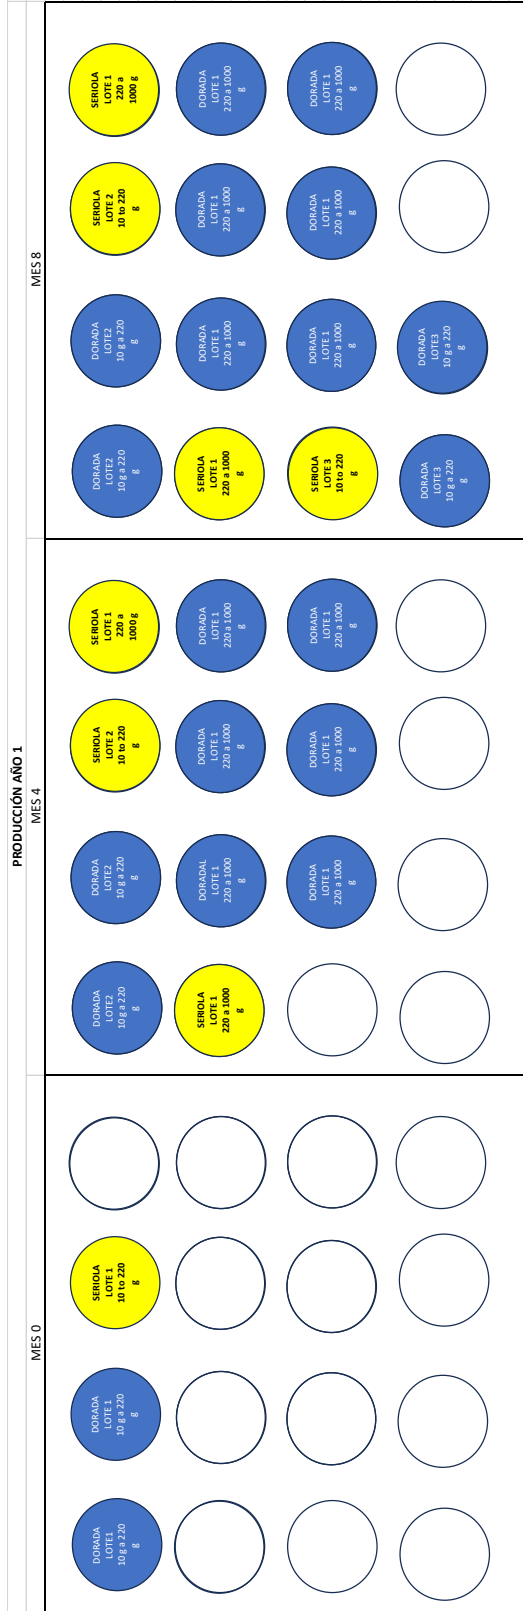 PRODUCCIÓN AÑO 1
MES 0
DORADA
LOTE1
10 g a 220
g
DORADA
LOTE 1
10 g a 220
g
SERIOLA
LOTE 1
10 to 220
g
MES 4
DORADA
LOTE2
10 g a 220
g
DORADA
LOTE2
10 g a 220
g
SERIOLA
LOTE 2
10 to 220
g
SERIOLA
LOTE 1
220 a
1000 g
SERIOLA
LOTE 1
220 a 1000
g
DORADAL
LOTE 1
220 a 1000
g
DORADA
LOTE 1
220 a 1000
g
DORADA
LOTE 1
220 a 1000
g
DORADA
LOTE 1
220 a 1000
g
DORADA
LOTE 1
220 a 1000
g
DORADA
LOTE 1
220 a 1000
g
MES 8
DORADA
LOTE2
10 g a 220
g
DORADA
LOTE2
10 g a 220
g
SERIOLA
LOTE 2
10 to 220
g
SERIOLA
LOTE 1
220 a
1000 g
SERIOLA
LOTE 1
220 a 1000
g
DORADA
LOTE 1
220 a 1000
g
DORADA
LOTE 1
220 a 1000
g
DORADA
LOTE 1
220 a 1000
g
SERIOLA
LOTE 3
10 to 220
g
DORADA
LOTE 1
220 a 1000
g
DORADA
LOTE 1
220 a 1000
g
DORADA
LOTE 1
220 a 1000
g
DORADA
LOTE3
10 g a 220
g
DORADA
LOTE3
10 g a 220
g